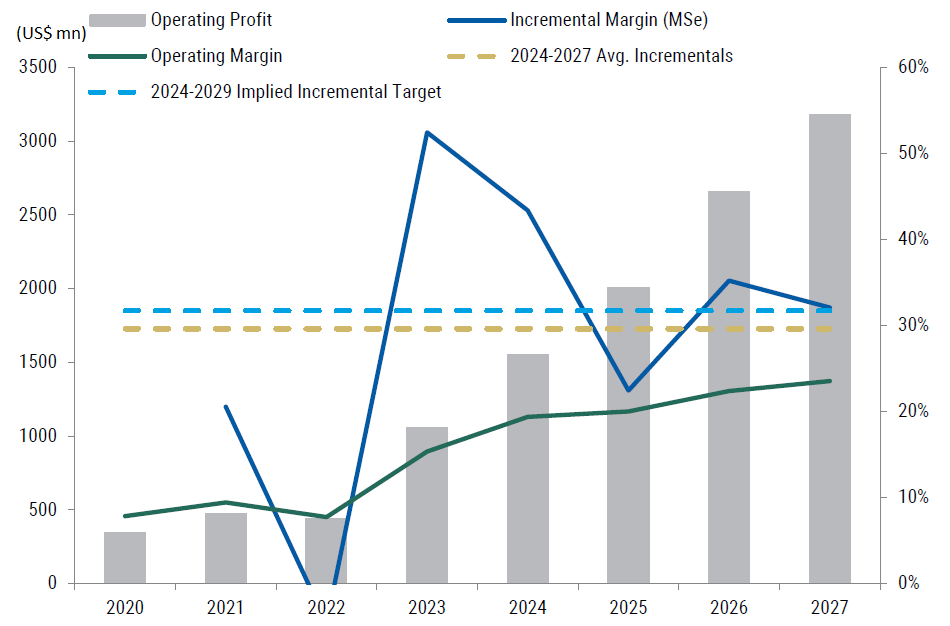 (US$ mn)
Operating Profit
Incremental Margin (MSe)
Operating Margin
2024-2027 Avg. Incrementals
2024-2029 Implied Incremental Target
3500
3000
2500
2000
1500
1000
500
0
60%
50%
40%
30%
20%
10%
0%
2020 2021 2022 2023 2024 2025 2026 2027